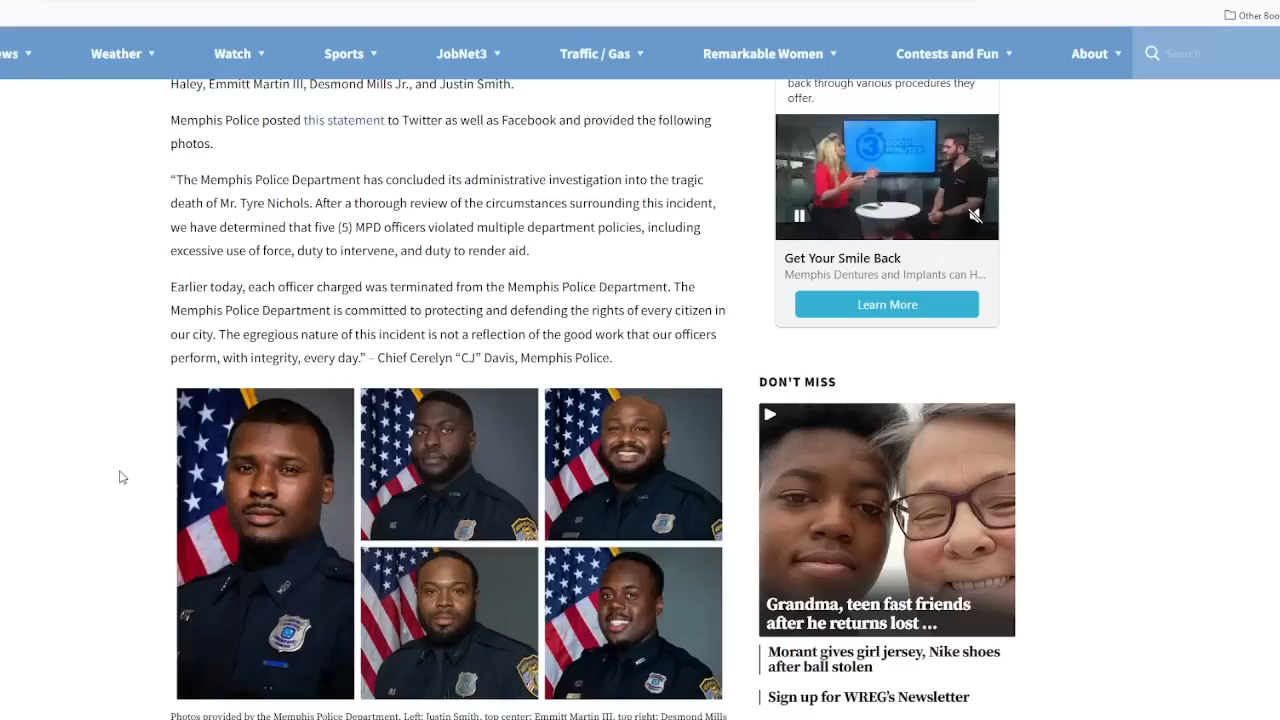 Other Boo
ews
Weather
Watch
Sports
JobNet3
Traffic / Gas
Remarkable Women
Contests and Fun
About
Search
Haley, Emmitt Martin III, Desmond Mills Jr., and Justin Smith.
Memphis Police posted this statement to Twitter as well as Facebook and provided the following
photos.
“The Memphis Police Department has concluded its administrative investigation into the tragic
death of Mr. Tyre Nichols. After a thorough review of the circumstances surrounding this incident,
we have determined that five (5) MPD officers violated multiple department policies, including
excessive use of force, duty to intervene, and duty to render aid.
Earlier today, each officer charged was terminated from the Memphis Police Department. The
Memphis Police Department is committed to protecting and defending the rights of every citizen in
our city. The egregious nature of this incident is not a reflection of the good work that our officers
perform, with integrity, every day.” – Chief Cerelyn “CJ” Davis, Memphis Police.
Photos provided by the Memphis Police Department. Left: Justin Smith, top center: Emmitt Martin III, top right: Desmond Mills
back through various procedures they
offer.
3 GOOD
MINUTES
Get Your Smile Back
Memphis Dentures and Implants can H...
Learn More
DON'T MISS
Grandma, teen fast friends
after he returns lost ...
Morant gives girl jersey, Nike shoes
after ball stolen
Sign up for WREG’s Newsletter